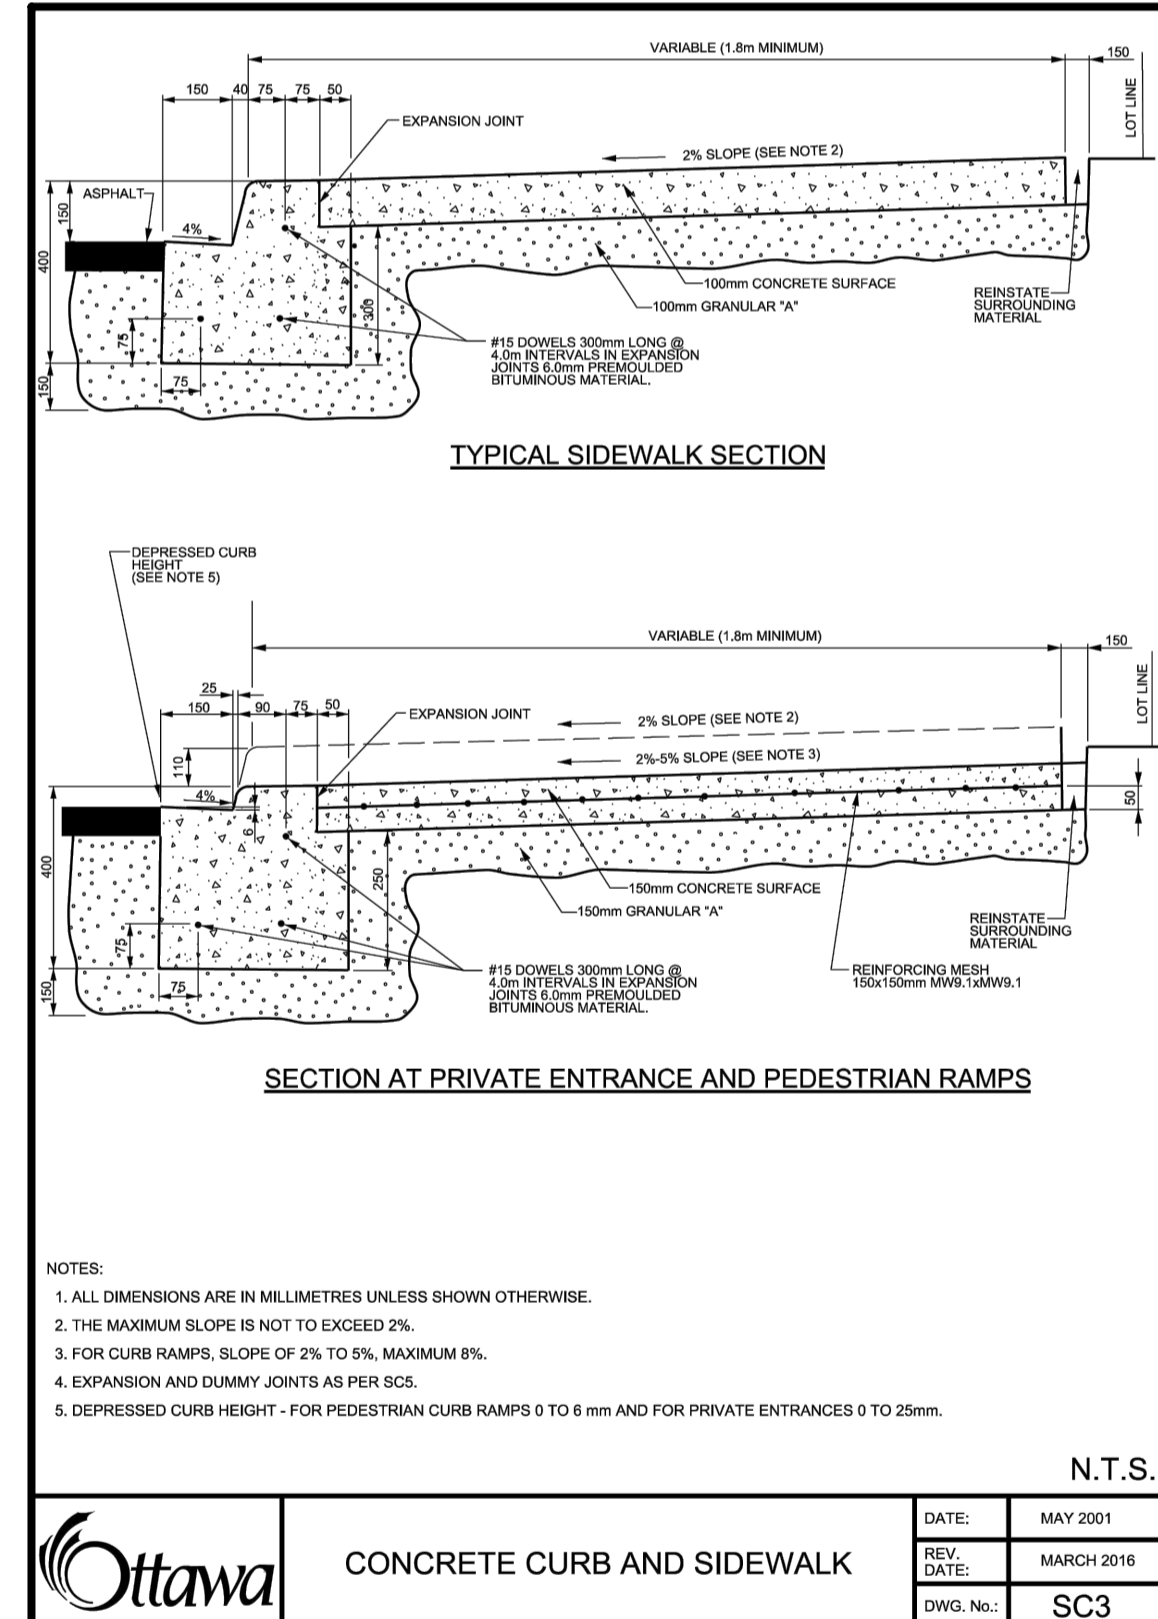 VARIABLE (1.8m MINIMUM)
150
150 40 75 75 50
LOT LINE
EXPANSION JOINT
2% SLOPE (SEE NOTE 2)
ASPHALT
150
4%
400
100mm CONCRETE SURFACE
100mm GRANULAR "A"
REINSTATE
SURROUNDING
MATERIAL
300
75
#15 DOWELS 300mm LONG @
4.0m INTERVALS IN EXPANSION
JOINTS 6.0mm PREMOULDED
BITUMINOUS MATERIAL.
75
150
TYPICAL SIDEWALK SECTION
DEPRESSED CURB
HEIGHT
(SEE NOTE 5)
VARIABLE (1.8m MINIMUM)
150
LOT LINE
25
150 90 75 50
EXPANSION JOINT
2% SLOPE (SEE NOTE 2)
110
2%-5% SLOPE (SEE NOTE 3)
4%
50
6
400
250
150mm CONCRETE SURFACE
150mm GRANULAR "A"
REINSTATE
SURROUNDING
MATERIAL
75
#15 DOWELS 300mm LONG @
4.0m INTERVALS IN EXPANSION
JOINTS 6.0mm PREMOULDED
BITUMINOUS MATERIAL.
REINFORCING MESH
150x150mm MW9.1xMW9.1
75
150
SECTION AT PRIVATE ENTRANCE AND PEDESTRIAN RAMPS
NOTES:
1. ALL DIMENSIONS ARE IN MILLIMETRES UNLESS SHOWN OTHERWISE.
2. THE MAXIMUM SLOPE IS NOT TO EXCEED 2%.
3. FOR CURB RAMPS, SLOPE OF 2% TO 5%, MAXIMUM 8%.
4. EXPANSION AND DUMMY JOINTS AS PER SC5.
5. DEPRESSED CURB HEIGHT - FOR PEDESTRIAN CURB RAMPS 0 TO 6 mm AND FOR PRIVATE ENTRANCES 0 TO 25mm.
N.T.S.
Ottawa
CONCRETE CURB AND SIDEWALK
DATE: MAY 2001
REV.
DATE: MARCH 2016
DWG. No.: SC3